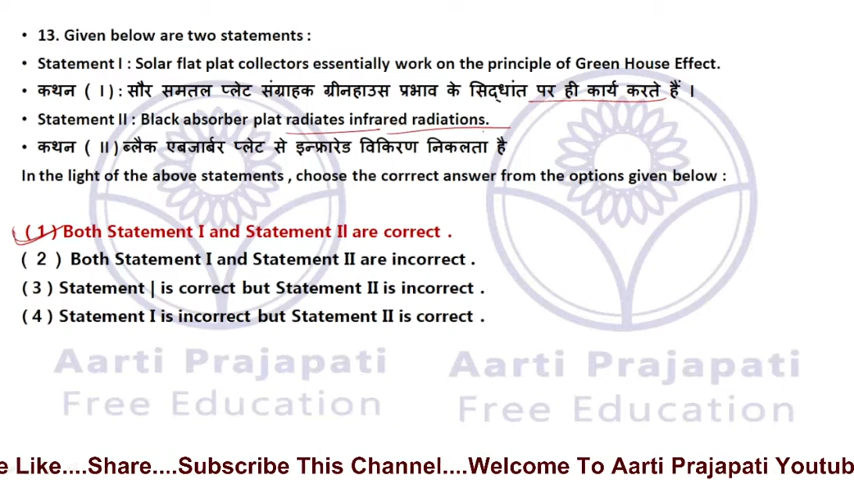 • 13. Given below are two statements :
• Statement I : Solar flat plat collectors essentially work on the principle of Green House Effect.
• कथन ( I ) : सौर समतल प्लेट संग्राहक ग्रीनहाउस प्रभाव के सिद्धांत पर ही कार्य करते हैं ।
• Statement II : Black absorber plat radiates infrared radiations.
• कथन ( II ) ब्लैक एबजार्बर प्लेट से इन्फ्रारेड विकिरण निकलता है
In the light of the above statements , choose the corrrect answer from the options given below :
( 1 ) Both Statement I and Statement II are correct .
( 2 ) Both Statement I and Statement II are incorrect .
( 3 ) Statement | is correct but Statement II is incorrect .
( 4 ) Statement I is incorrect but Statement II is correct .
Aarti Prajapati Aarti Prajapati
Free Education Free Education
e Like....Share....Subscribe This Channel....Welcome To Aarti Prajapati Youtub